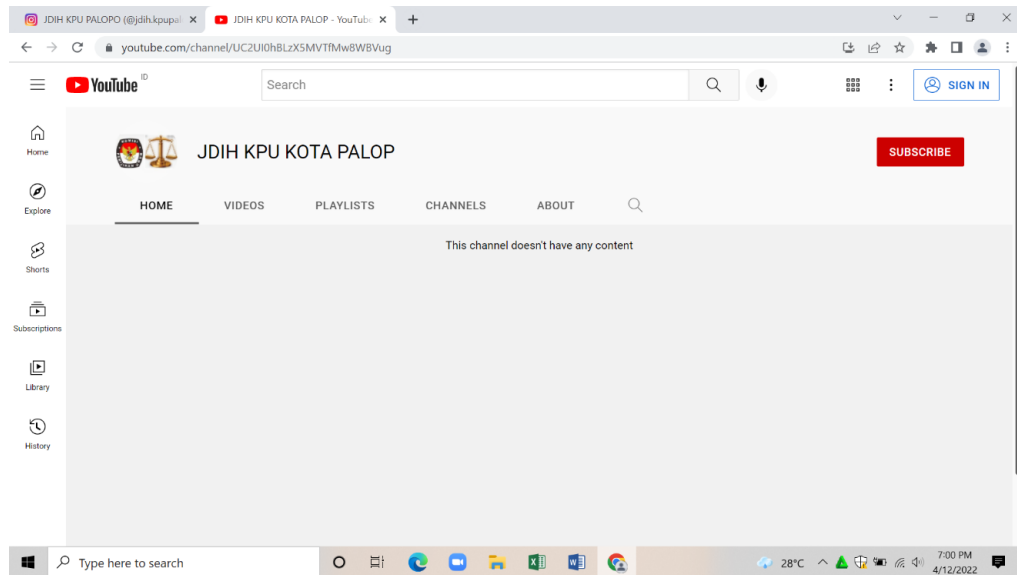 JDIH KPU PALOPO (@jdih.kpupal
JDIH KPU KOTA PALOP - YouTube
youtube.com/channel/UC2UI0hBLzX5MVTfMw8WBVug
YouTube ID
Search
SIGN IN
Home
Explore
Shorts
Subscriptions
Library
History
JDIH KPU KOTA PALOP
SUBSCRIBE
HOME VIDEOS PLAYLISTS CHANNELS ABOUT
This channel doesn't have any content
Type here to search
28°C
7:00 PM
4/12/2022